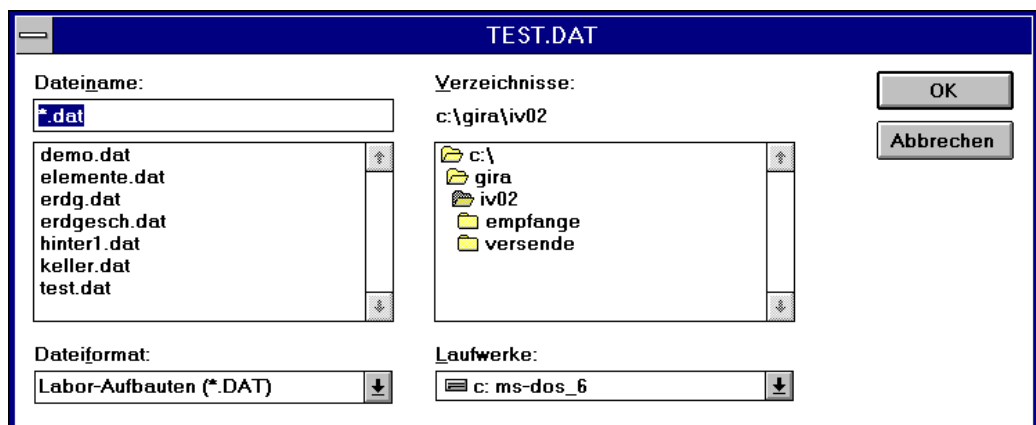 TEST.DAT
Dateiname:
*.dat
demo.dat
elemente.dat
erdg.dat
erdgesch.dat
hinter1.dat
keller.dat
test.dat
Dateiformat:
Labor-Aufbauten (*.DAT)
Verzeichnisse:
c:\gira\iv02
c:\
gira
iv02
empfange
versende
Laufwerke:
c: ms-dos_6
OK
Abbrechen